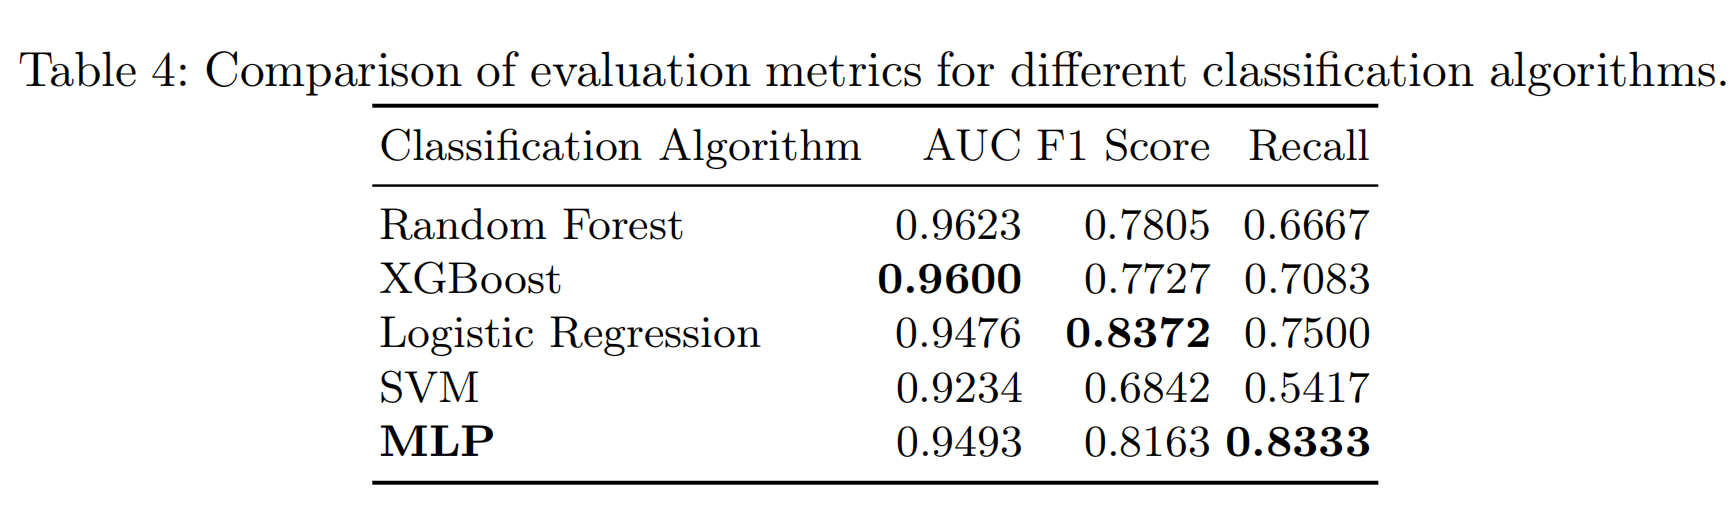 Table 4: Comparison of evaluation metrics for different classification algorithms.
Classification Algorithm AUC F1 Score Recall
Random Forest 0.9623 0.7805 0.6667
XGBoost 0.9600 0.7727 0.7083
Logistic Regression 0.9476 0.8372 0.7500
SVM 0.9234 0.6842 0.5417
MLP 0.9493 0.8163 0.8333